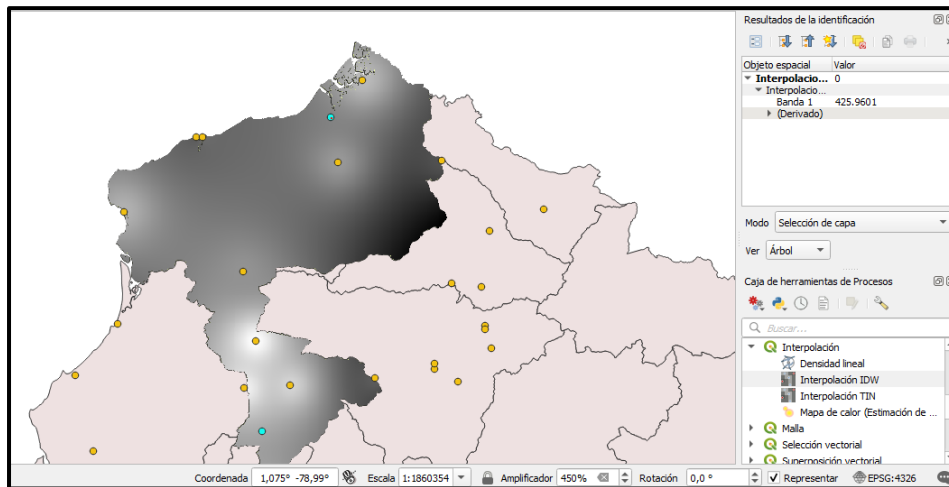 Resultados de la identificación
Objeto espacial Valor
Interpolacio... 0
Interpolacio...
Banda 1 425.9601
(Derivado)
Modo Selección de capa
Ver Árbol
Caja de herramientas de Procesos
Buscar...
Interpolación
Densidad lineal
Interpolación IDW
Interpolación TIN
Mapa de calor (Estimación de ...
Malla
Selección vectorial
Superposición vectorial
Coordenada 1,075° -78,99° Escala 1:1860354 Amplificador 450% Rotación 0,0 ° Representar EPSG:4326